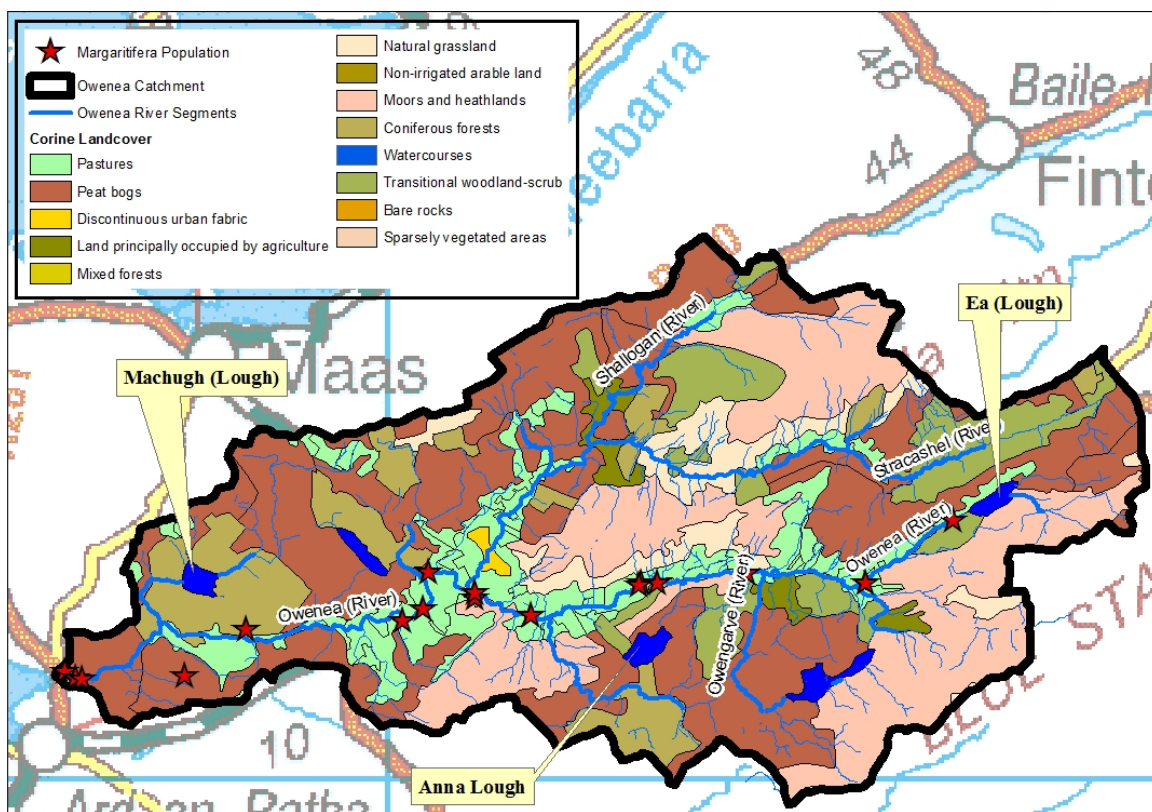 Margaritifera Population
Owenea Catchment
Owenea River Segments
Corine Landcover
Pastures
Peat bogs
Discontinuous urban fabric
Land principally occupied by agriculture
Mixed forests
Natural grassland
Non-irrigated arable land
Moors and heathlands
Coniferous forests
Watercourses
Transitional woodland-scrub
Bare rocks
Sparsely vegetated areas
48
Baile
44
Finto
eebarra
Maas
Machugh (Lough)
Ea (Lough)
Shallogan (River)
Stracashel (River)
Owenea (River)
Owenea (River)
Owengarve (River)
Anna Lough
10